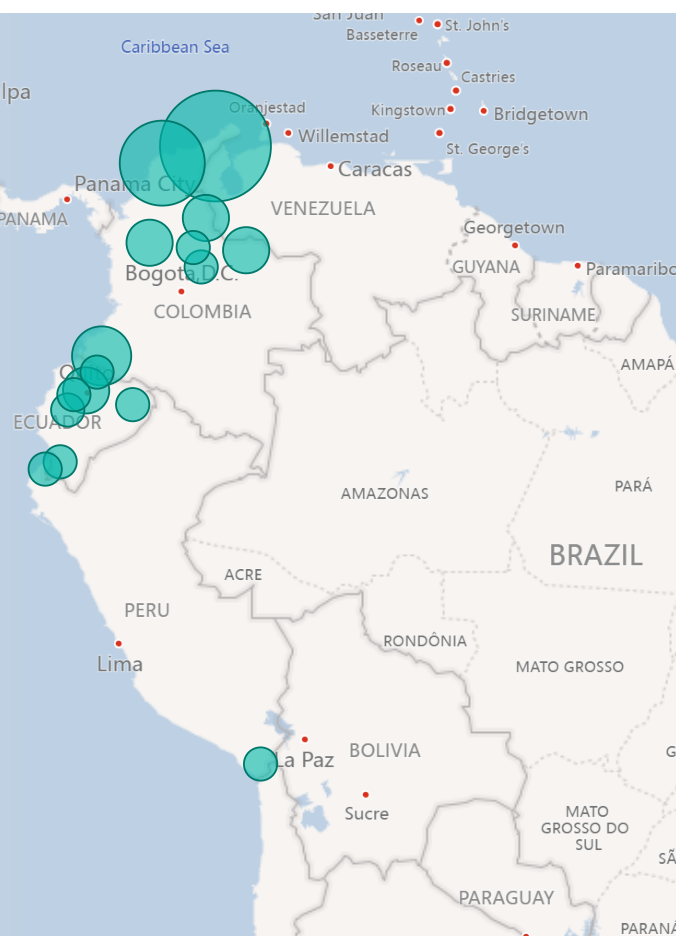 San Juan
St. John's
Basseterre
Caribbean Sea
Roseau
Castries
lpa
Oranjestad
Kingstown
Bridgetown
Willemstad
St. George's
Caracas
Panama City
PANAMA
VENEZUELA
Georgetown
GUYANA
Paramaribo
Bogota, D.C.
COLOMBIA
SURINAME
AMAPÁ
ECUADOR
AMAZONAS
PARÁ
BRAZIL
ACRE
PERU
RONDÔNIA
Lima
MATO GROSSO
La Paz
BOLIVIA
G
Sucre
MATO
GROSSO DO
SUL
SÃ
PARAGUAY
PARANÁ